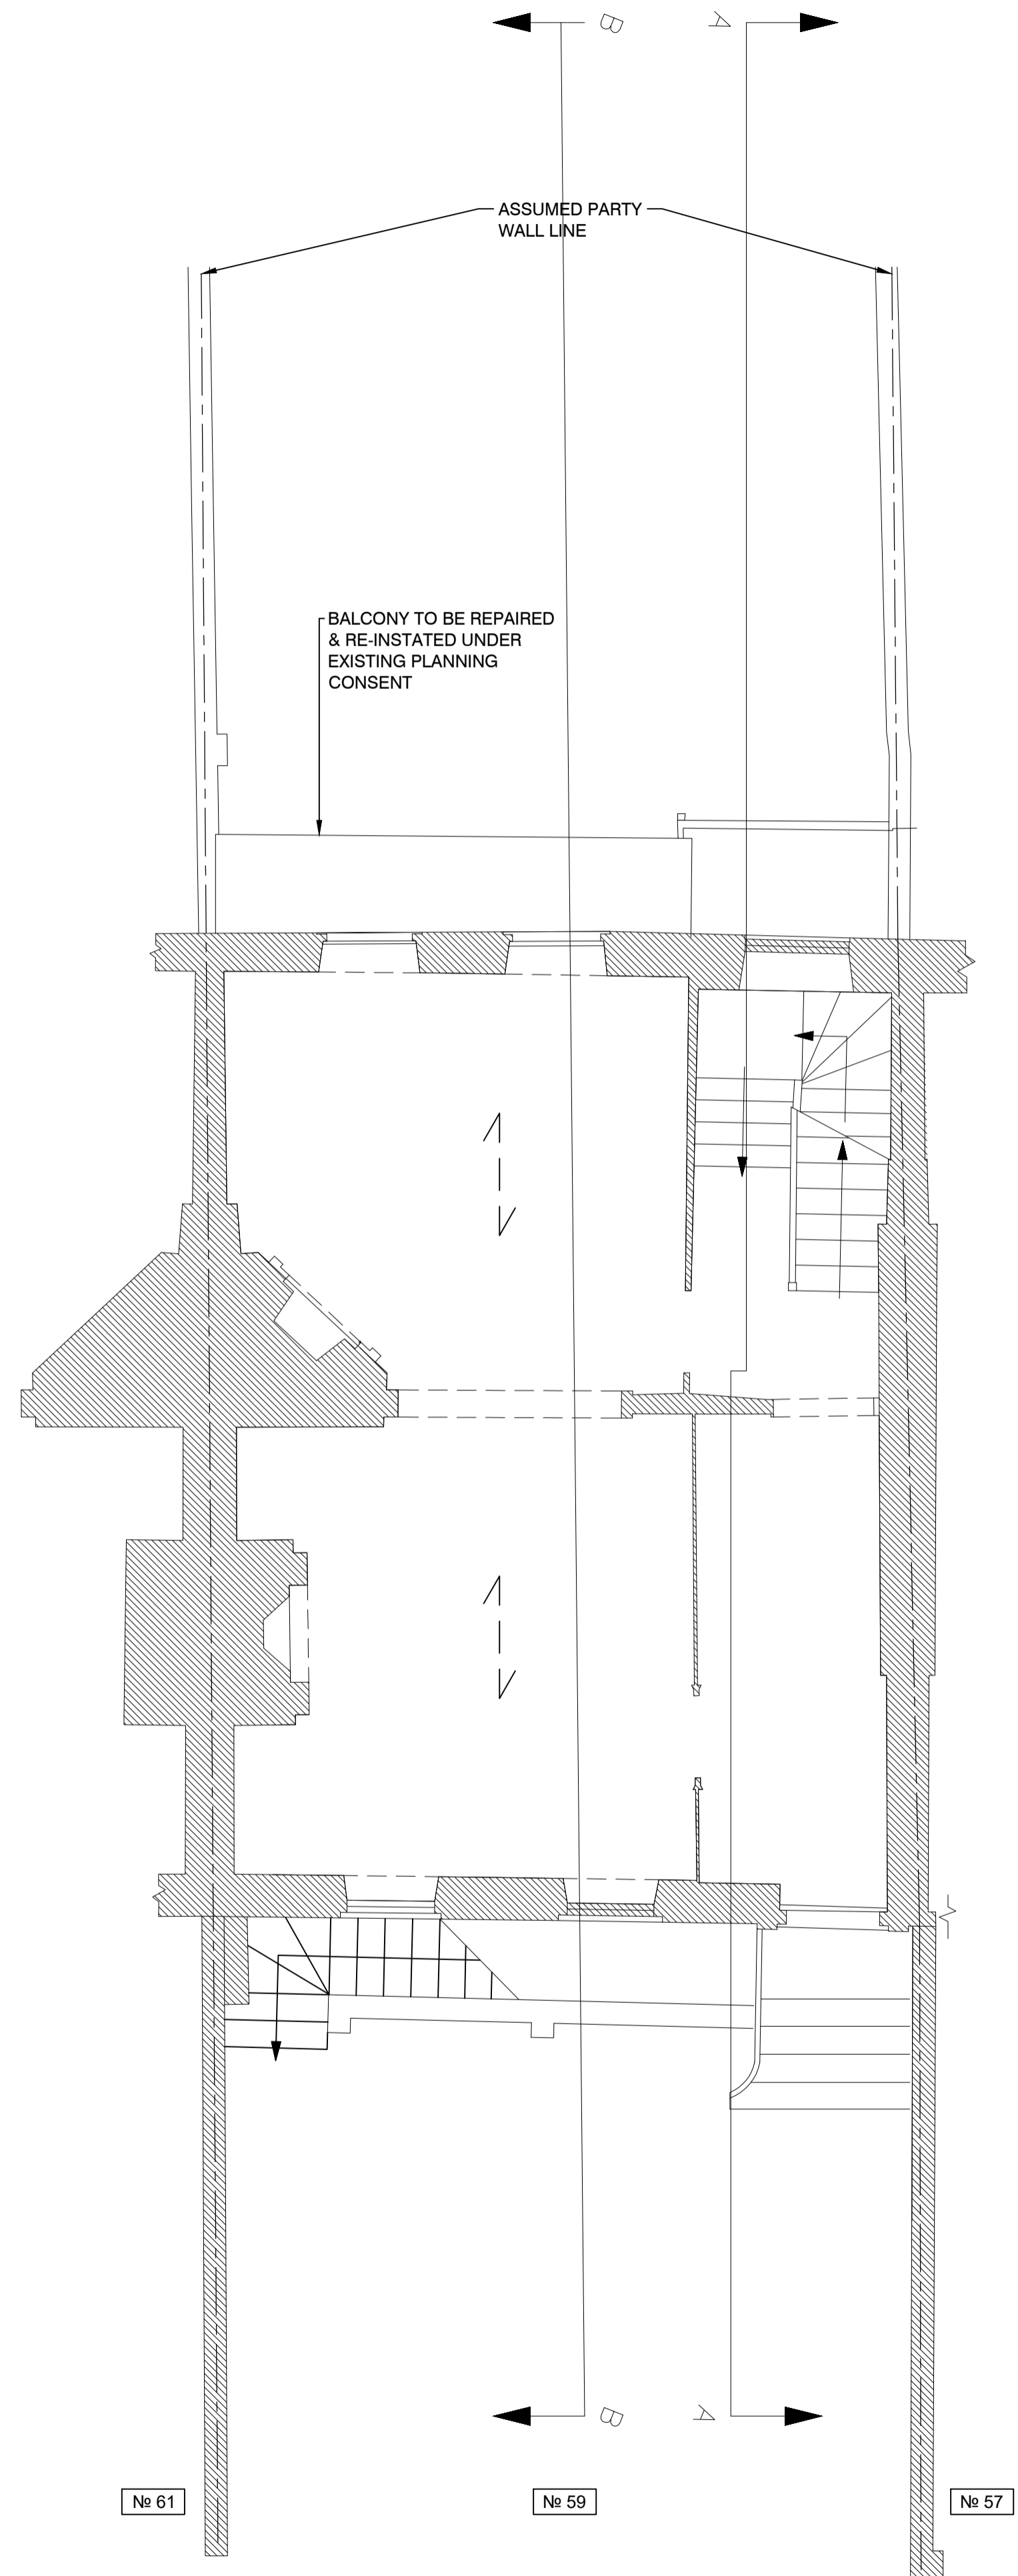 B
A
ASSUMED PARTY
WALL LINE
BALCONY TO BE REPAIRED
& RE-INSTATED UNDER
EXISTING PLANNING
CONSENT
B
A
№ 61
№ 59
№ 57